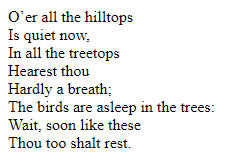 O'er all the hilltops
Is quiet now,
In all the treetops
Hearest thou
Hardly a breath;
The birds are asleep in the trees:
Wait, soon like these
Thou too shalt rest.